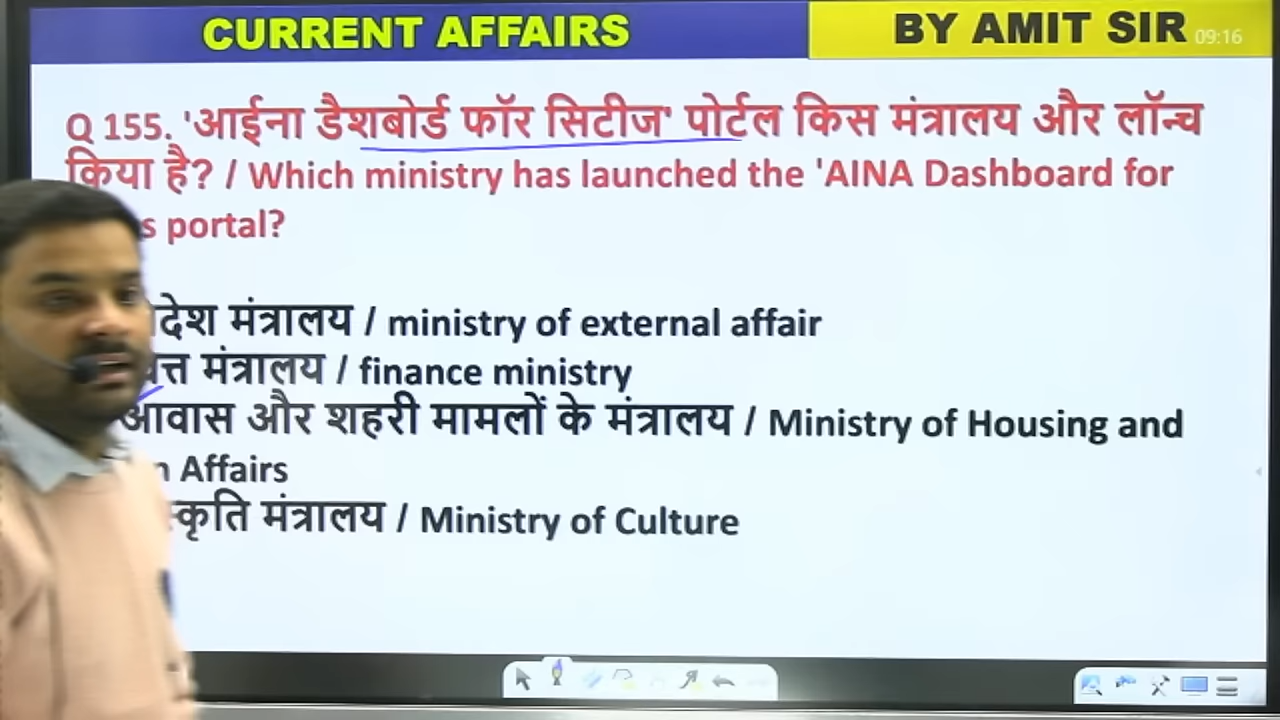 CURRENT AFFAIRS
BY AMIT SIR
09:16
Q 155. 'आईना डैशबोर्ड फॉर सिटीज' पोर्टल किस मंत्रालय और लॉन्च
किया है? / Which ministry has launched the 'AINA Dashboard for
portal?
मंत्रालय / ministry of external affair
मंत्रालय / finance ministry
आवास और शहरी मामलों के मंत्रालय / Ministry of Housing and
Affairs
मंत्रालय / Ministry of Culture